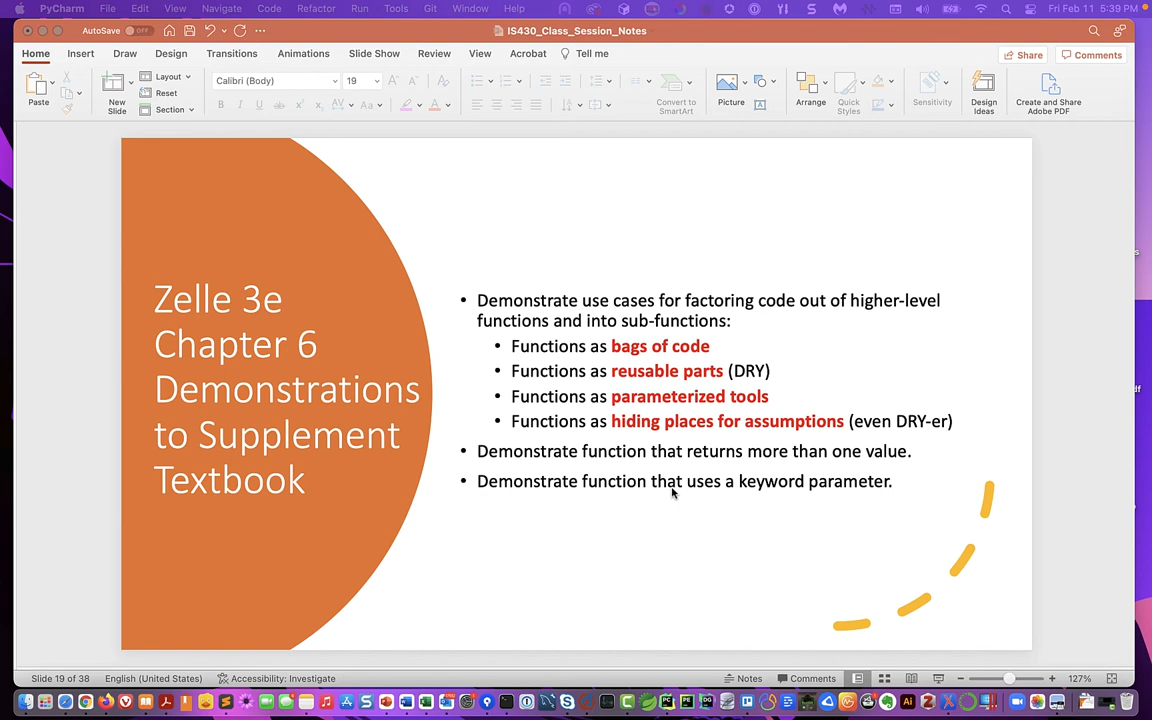 PyCharm File Edit View Navigate Code Refactor Run Tools Git Window Help Fri Feb 11 5:39 PM
AutoSave OFF IS430_Class_Session_Notes
Home Insert Draw Design Transitions Animations Slide Show Review View Acrobat Tell me Share Comments
Paste New Slide Layout Reset Section Calibri (Body) 19 Convert to SmartArt Picture Arrange Quick Styles Sensitivity Design Ideas Create and Share Adobe PDF
Zelle 3e
Chapter 6
Demonstrations
to Supplement
Textbook
• Demonstrate use cases for factoring code out of higher-level
functions and into sub-functions:
• Functions as bags of code
• Functions as reusable parts (DRY)
• Functions as parameterized tools
• Functions as hiding places for assumptions (even DRY-er)
• Demonstrate function that returns more than one value.
• Demonstrate function that uses a keyword parameter.
Slide 19 of 38 English (United States) Accessibility: Investigate Notes Comments 127%